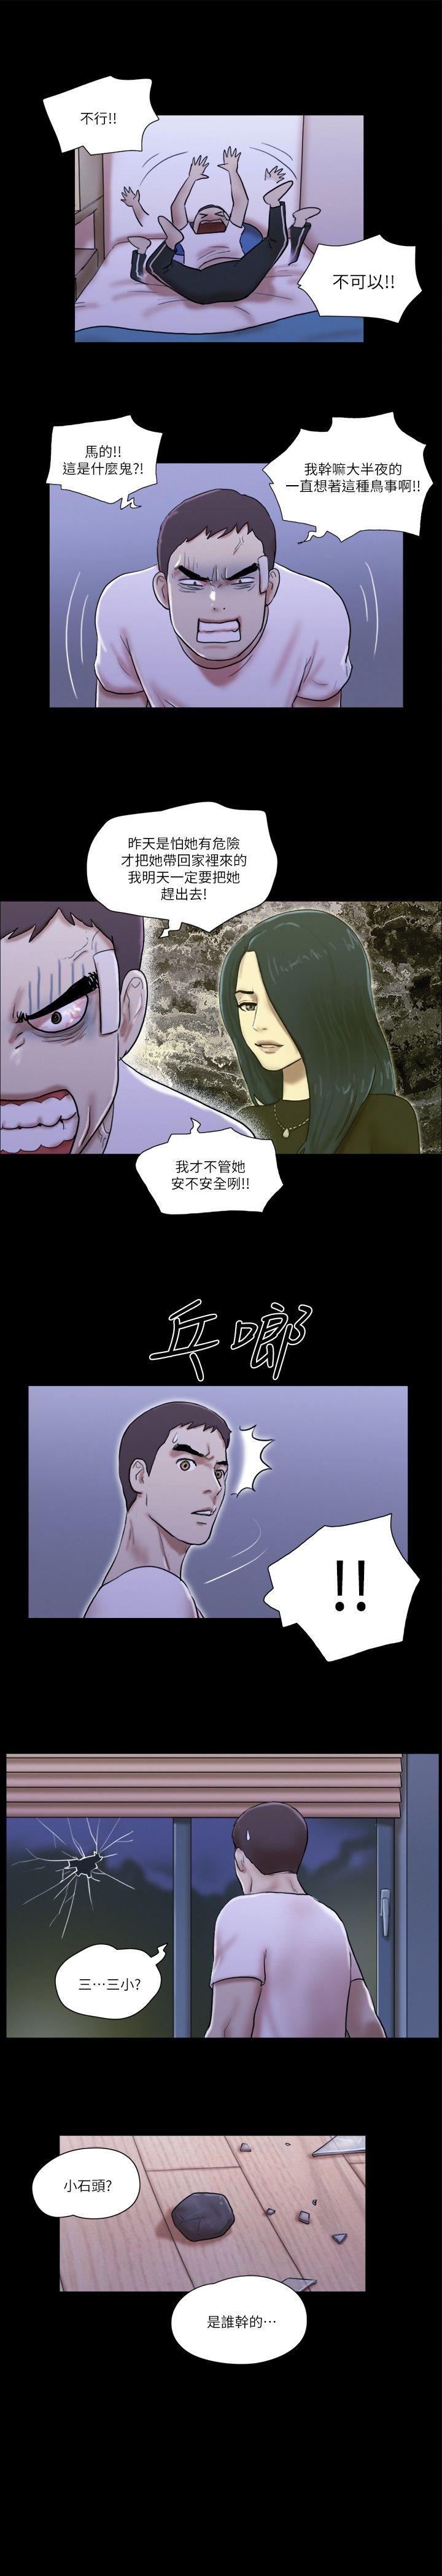 不行!!
不可以!!
馬的!!
這是什麼鬼?!
我幹嘛大半夜的
一直想著這種鳥事啊!!
昨天是怕她有危險
才把她帶回家裡來的
我明天一定要把她
趕出去!
我才不管她
安不安全咧!!
兵啷
!!
三…三小?
小石頭?
是誰幹的…